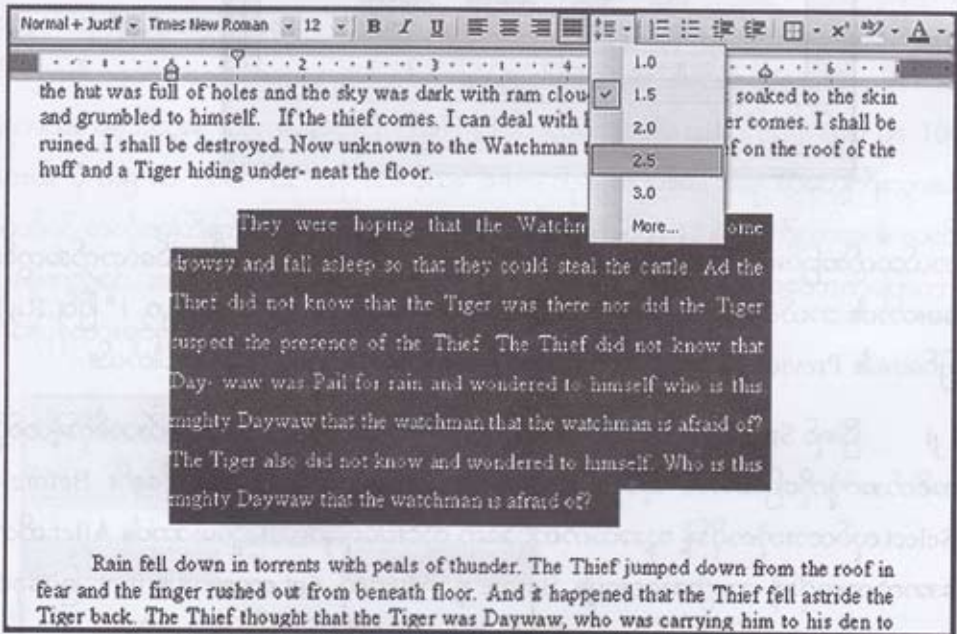 Normal + Justif Times New Roman 12 B I U
1.0
1.5
2.0
2.5
3.0
More...
2 3 4 6
the hut was full of holes and the sky was dark with ram clou soaked to the skin
and grumbled to himself. If the thief comes. I can deal with er comes. I shall be
ruined. I shall be destroyed. Now unknown to the Watchman t ef on the roof of the
huff and a Tiger hiding under- neat the floor.
They were hoping that the Watchm ome
drowsy and fall asleep so that they could steal the cattle. Ad the
Thief did not know that the Tiger was there nor did the Tiger
suspect the presence of the Thief. The Thief did not know that
Day- waw was Pail for rain and wondered to himself who is this
mighty Daywaw that the watchman that the watchman is afraid of?
The Tiger also did not know and wondered to himself. Who is this
mighty Daywaw that the watchman is afraid of?
Rain fell down in torrents with peals of thunder. The Thief jumped down from the roof in
fear and the finger rushed out from beneath floor. And it happened that the Thief fell astride the
Tiger back. The Thief thought that the Tiger was Daywaw, who was carrying him to his den to